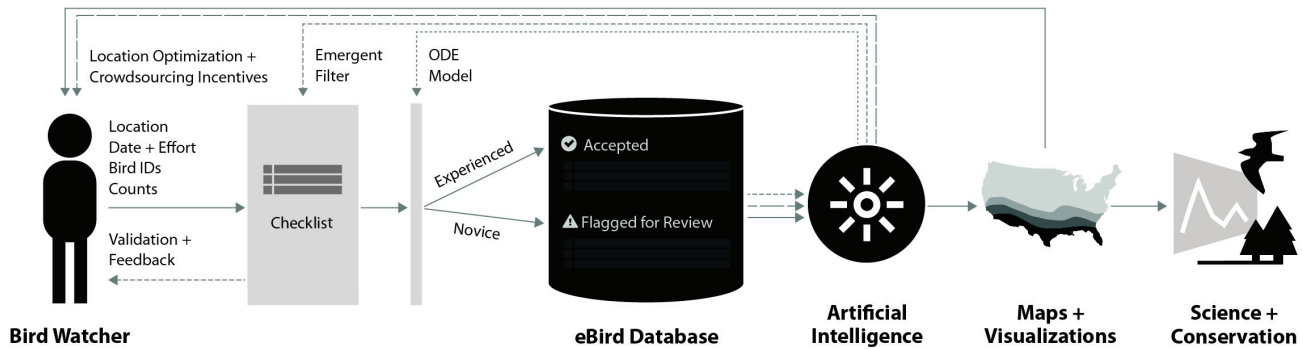 Location Optimization +
Crowdsourcing Incentives
Emergent
Filter
ODE
Model
Location
Date + Effort
Bird IDs
Counts
Validation +
Feedback
Checklist
Experienced
Novice
Accepted
Flagged for Review
Bird Watcher
eBird Database
Artificial
Intelligence
Maps +
Visualizations
Science +
Conservation